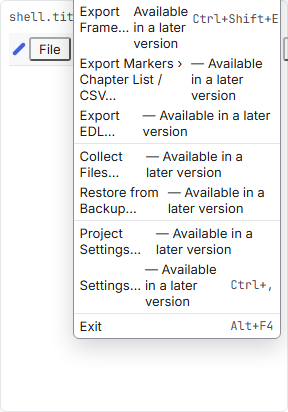 shell.tit
File
Export Frame... Available in a later version Ctrl+Shift+E
Export Markers › Chapter List / CSV... — Available in a later version
Export EDL... — Available in a later version
Collect Files... — Available in a later version
Restore from Backup... — Available in a later version
Project Settings... — Available in a later version
Settings... — Available in a later version Ctrl+,
Exit Alt+F4